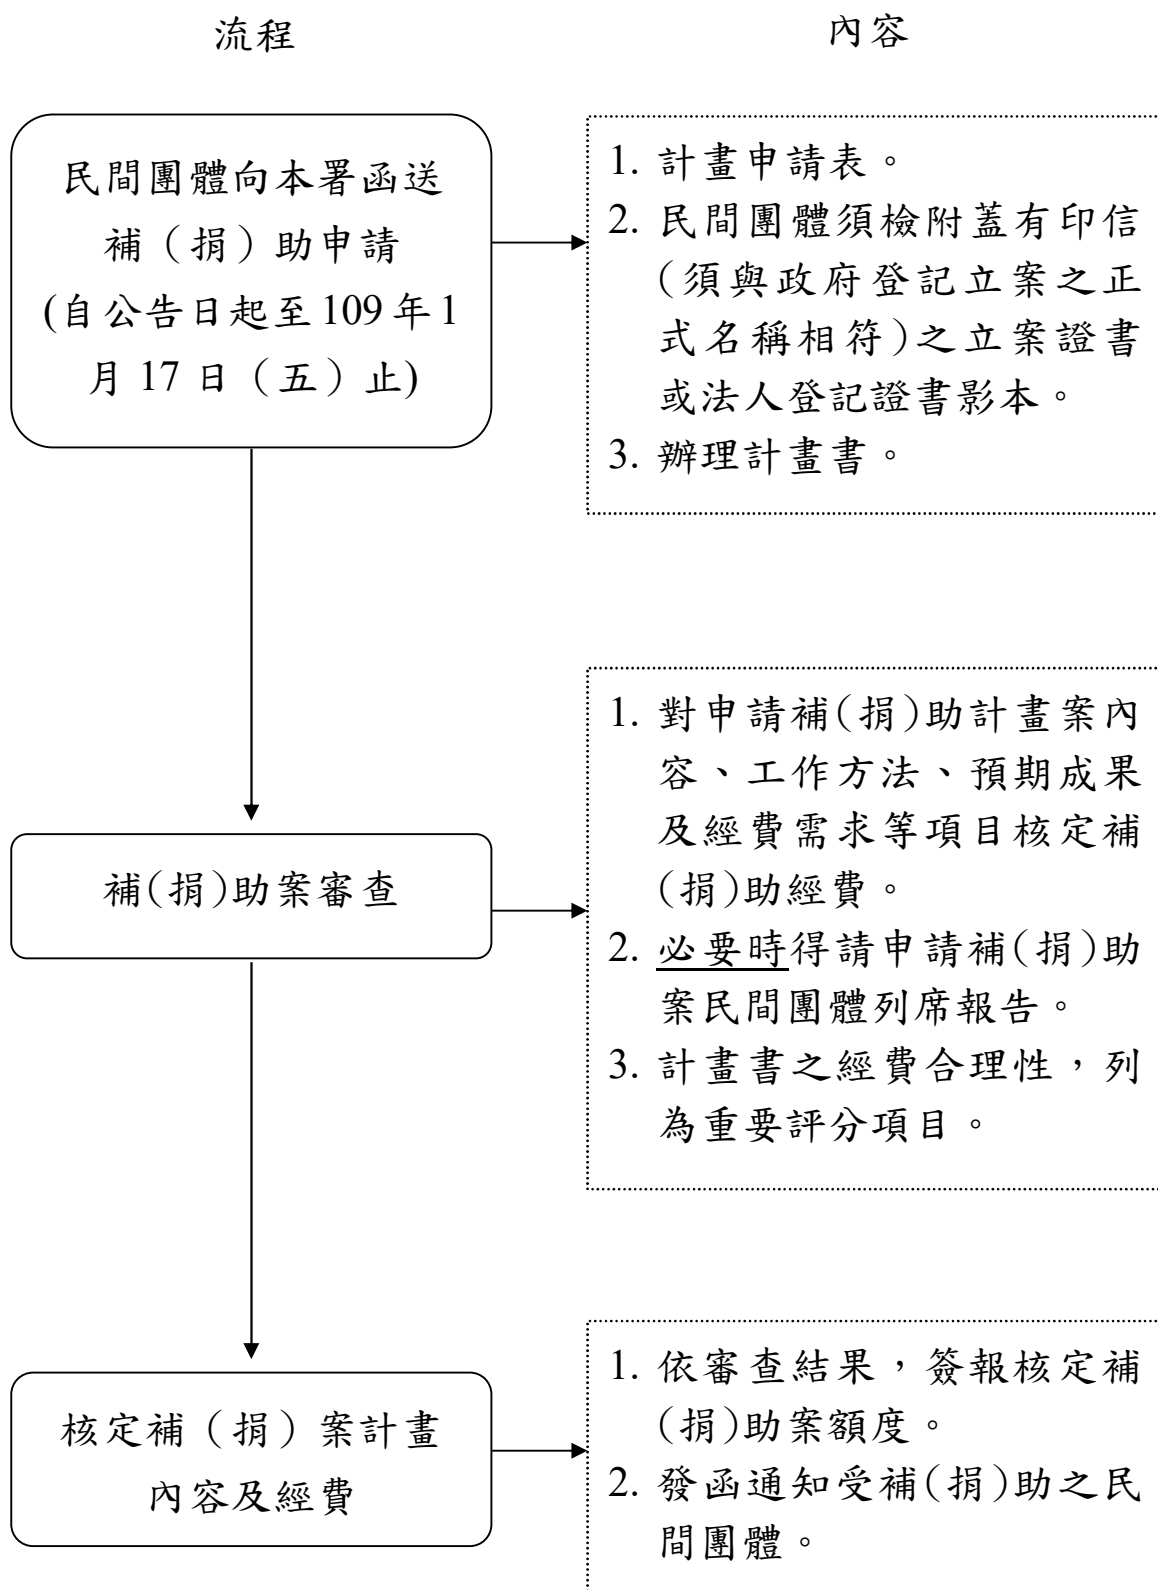 流程
內容
民間團體向本署函送
補（捐）助申請
(自公告日起至109年1
月17日（五）止)
1. 計畫申請表。
2. 民間團體須檢附蓋有印信
(須與政府登記立案之正
式名稱相符)之立案證書
或法人登記證書影本。
3. 辦理計畫書。
補(捐)助案審查
1. 對申請補(捐)助計畫案內
容、工作方法、預期成果
及經費需求等項目核定補
(捐)助經費。
2. 必要時得請申請補(捐)助
案民間團體列席報告。
3. 計畫書之經費合理性，列
為重要評分項目。
核定補（捐）案計畫
內容及經費
1. 依審查結果，簽報核定補
(捐)助案額度。
2. 發函通知受補(捐)助之民
間團體。